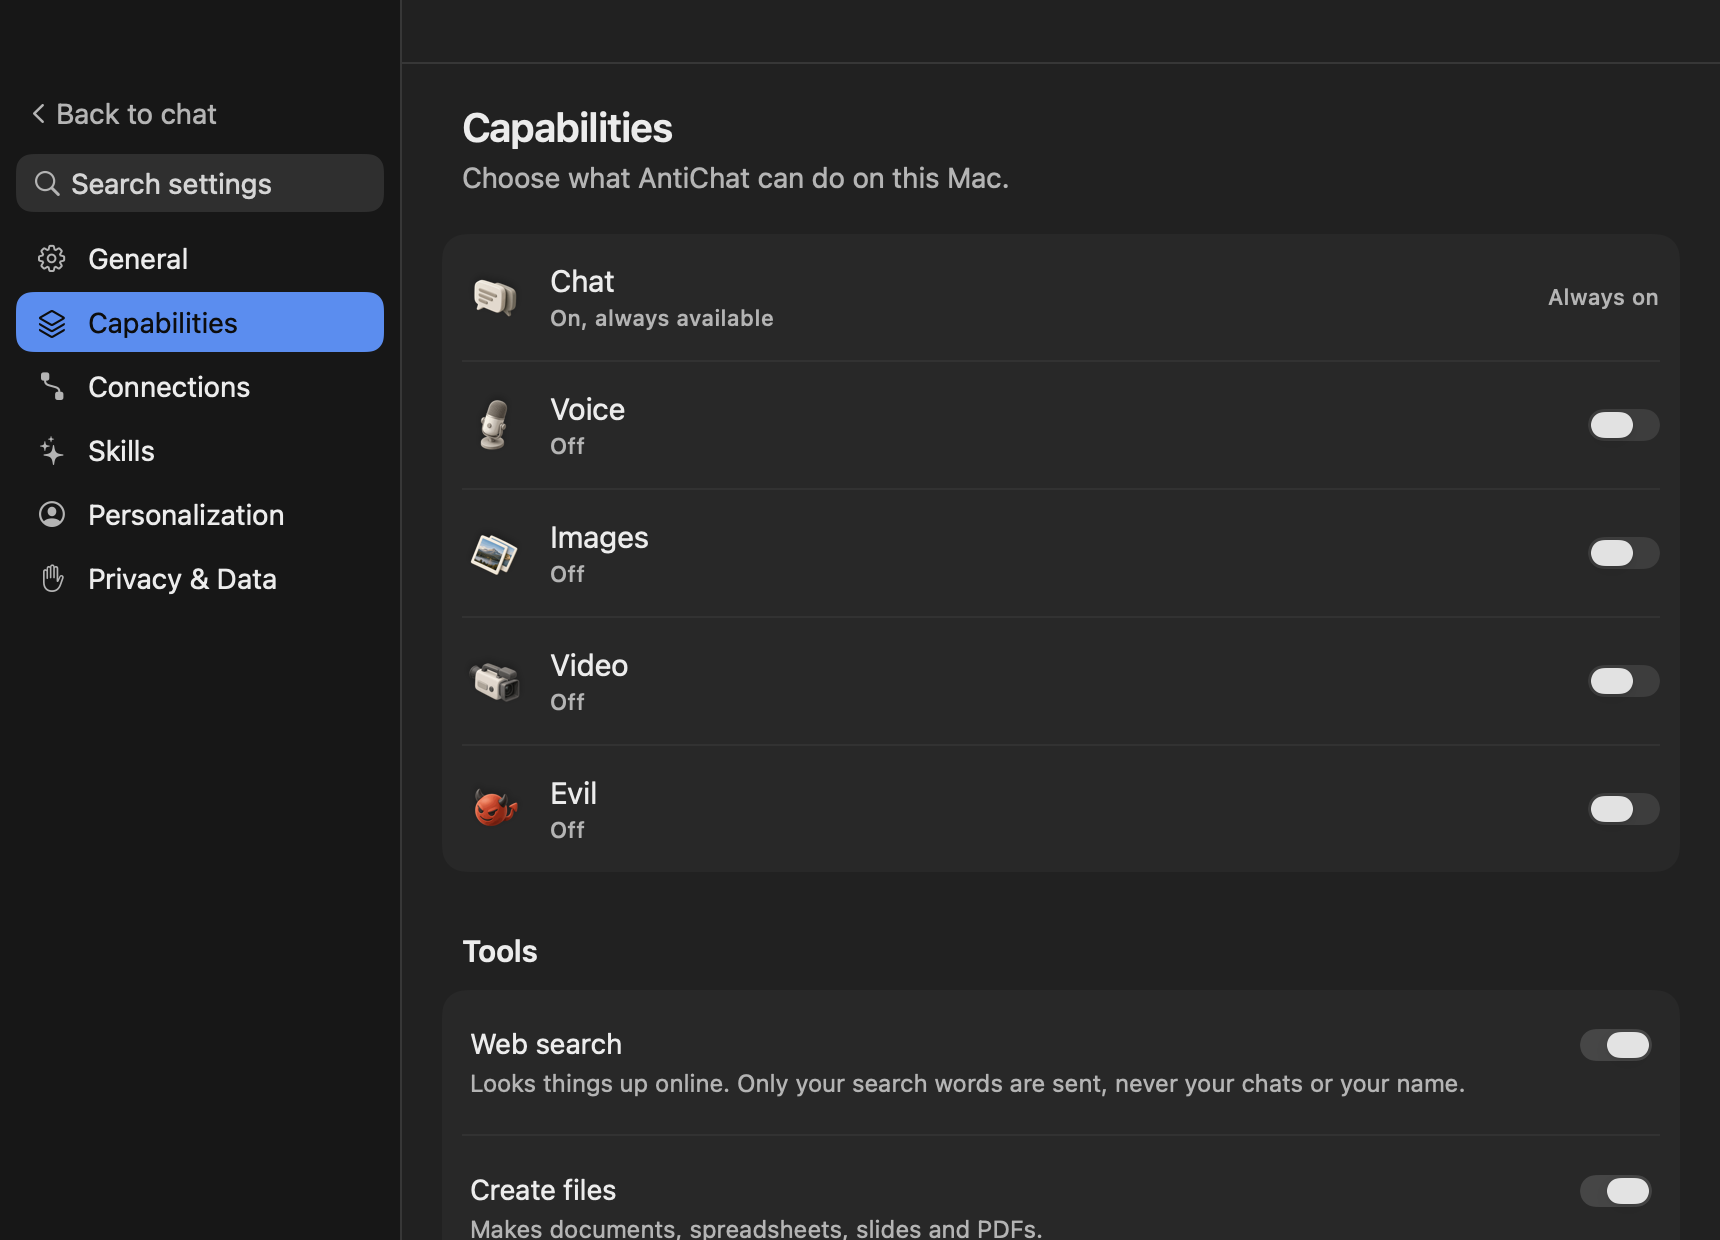 Back to chat
Search settings
General
Capabilities
Connections
Skills
Personalization
Privacy & Data
Capabilities
Choose what AntiChat can do on this Mac.
Chat
On, always available
Always on
Voice
Off
Images
Off
Video
Off
Evil
Off
Tools
Web search
Looks things up online. Only your search words are sent, never your chats or your name.
Create files
Makes documents, spreadsheets, slides and PDFs.